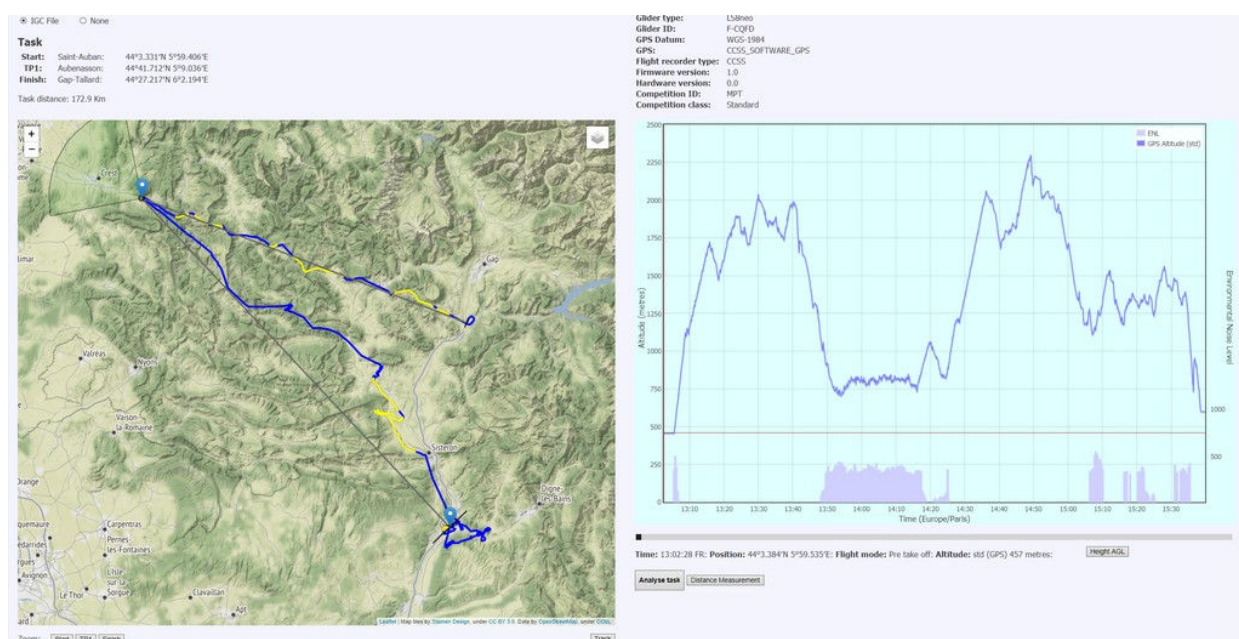 IGC File None
Task
Start: Saint-Auban: 44°3.331'N 5°59.406'E
TP1: Aubenasson: 44°41.712'N 5°9.036'E
Finish: Gap-Tallard: 44°27.217'N 6°2.194'E
Task distance: 172.9 Km
+
−
Crest
Gap
Valreas
Nyons
Vaison-
la-Romaine
Sisteron
Digne-
les-Bains
Carpentras
Pernes-
les-Fontaines
Avignon
Le Thor
L'Isle-
sur-la-
Sorgue
Cavaillan
Apt
Leaflet | Map tiles by Stamen Design, under CC BY 3.0. Data by OpenStreetMap, under ODbL.
Zoom: Start TP1 Finish Track
Glider type: LS8neo
Glider ID: F-CQFD
GPS Datum: WGS-1984
GPS: CCSS_SOFTWARE_GPS
Flight recorder type: CCSS
Firmware version: 1.0
Hardware version: 0.0
Competition ID: MPT
Competition class: Standard
ENL
GPS Altitude (std)
2500
2250
2000
1750
1500
1250
1000
750
500
250
0
Altitude (metres)
1000
500
Environmental Noise Level
13:10 13:20 13:30 13:40 13:50 14:00 14:10 14:20 14:30 14:40 14:50 15:00 15:10 15:20 15:30
Time (Europe/Paris)
Time: 13:02:28 FR: Position: 44°3.384'N 5°59.535'E: Flight mode: Pre take off: Altitude: std (GPS) 457 metres: Height AGL
Analyse task Distance Measurement